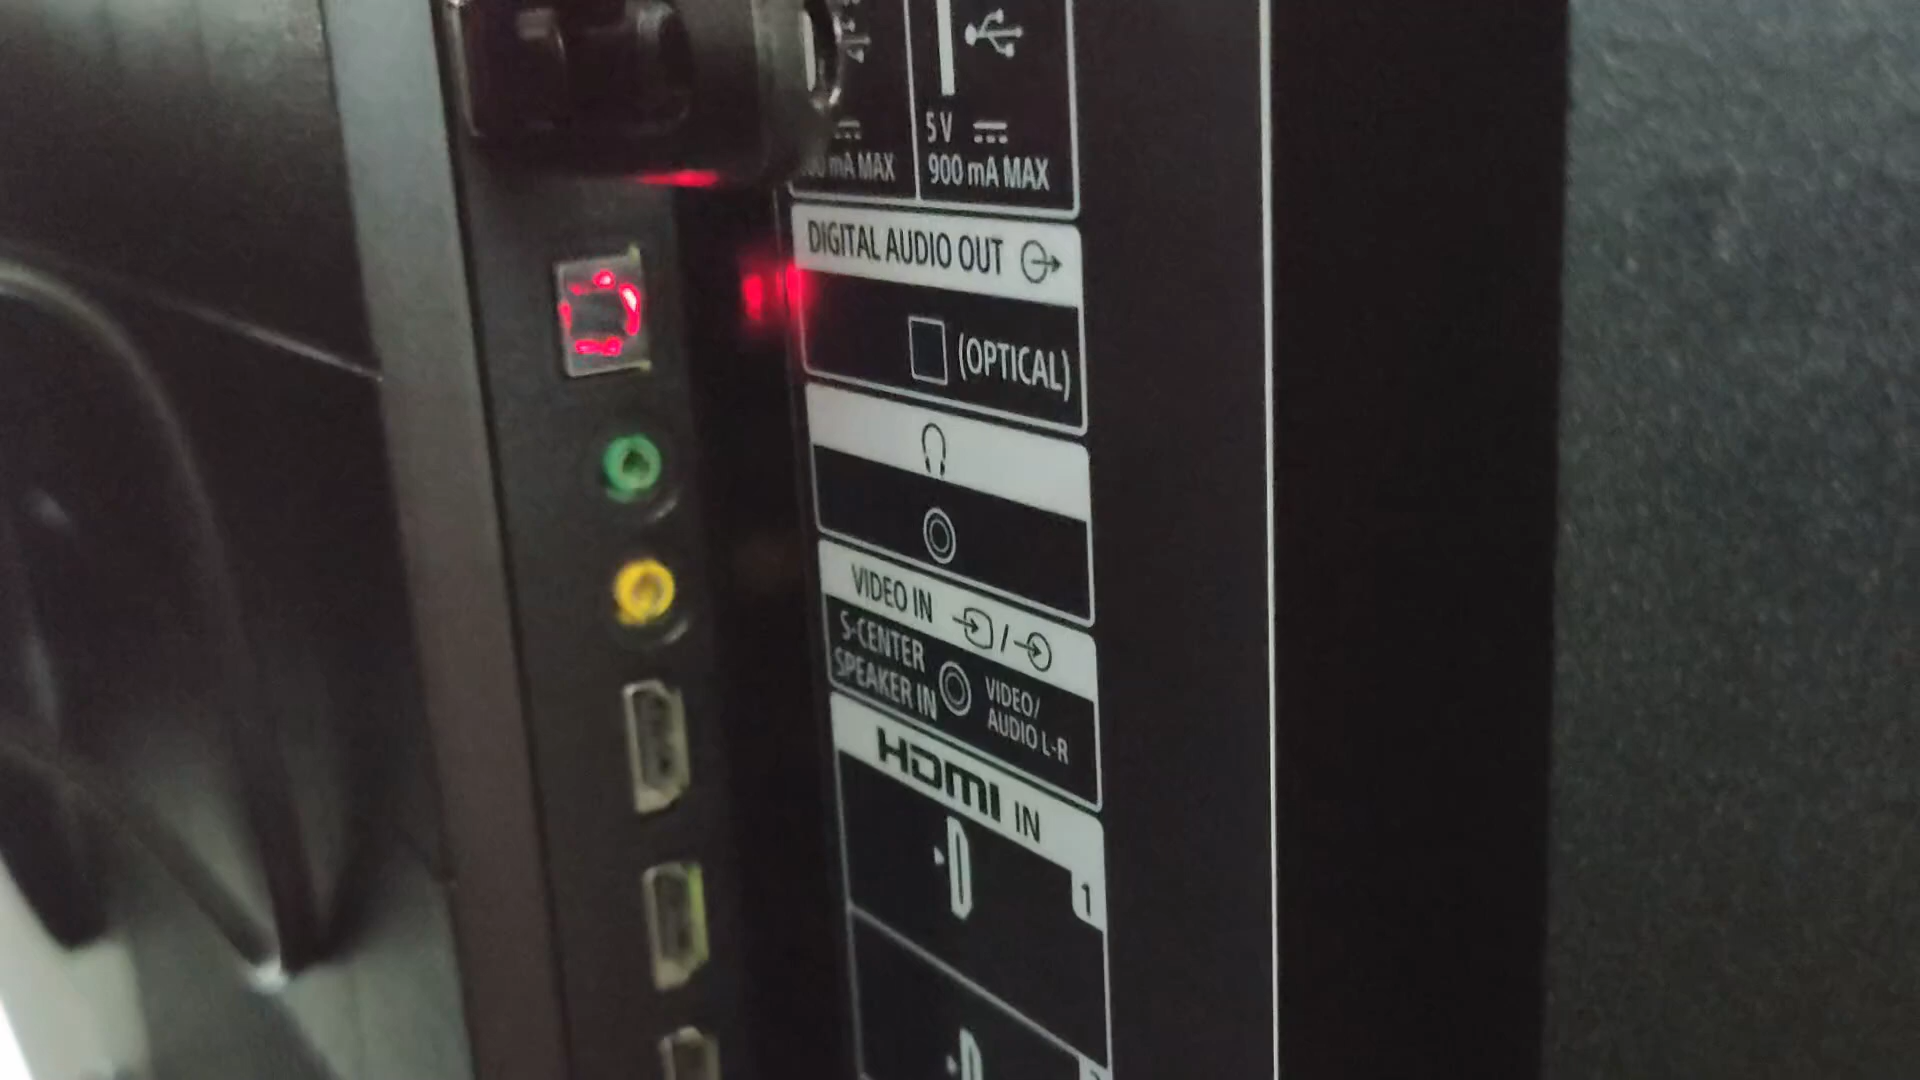 mA MAX
5 V
900 mA MAX
DIGITAL AUDIO OUT
(OPTICAL)
VIDEO IN
S-CENTER
SPEAKER IN
VIDEO/
AUDIO L-R
HDMI IN
1